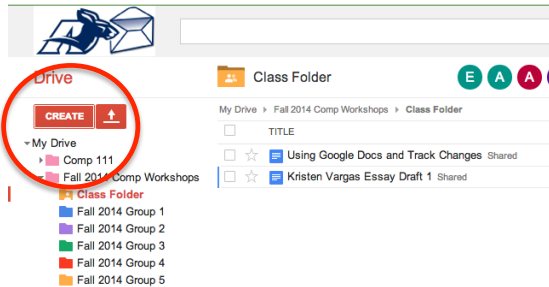 Drive
CREATE
My Drive
Comp 111
Fall 2014 Comp Workshops
Class Folder
Fall 2014 Group 1
Fall 2014 Group 2
Fall 2014 Group 3
Fall 2014 Group 4
Fall 2014 Group 5
Class Folder
E A A
My Drive Fall 2014 Comp Workshops Class Folder
TITLE
Using Google Docs and Track Changes Shared
Kristen Vargas Essay Draft 1 Shared